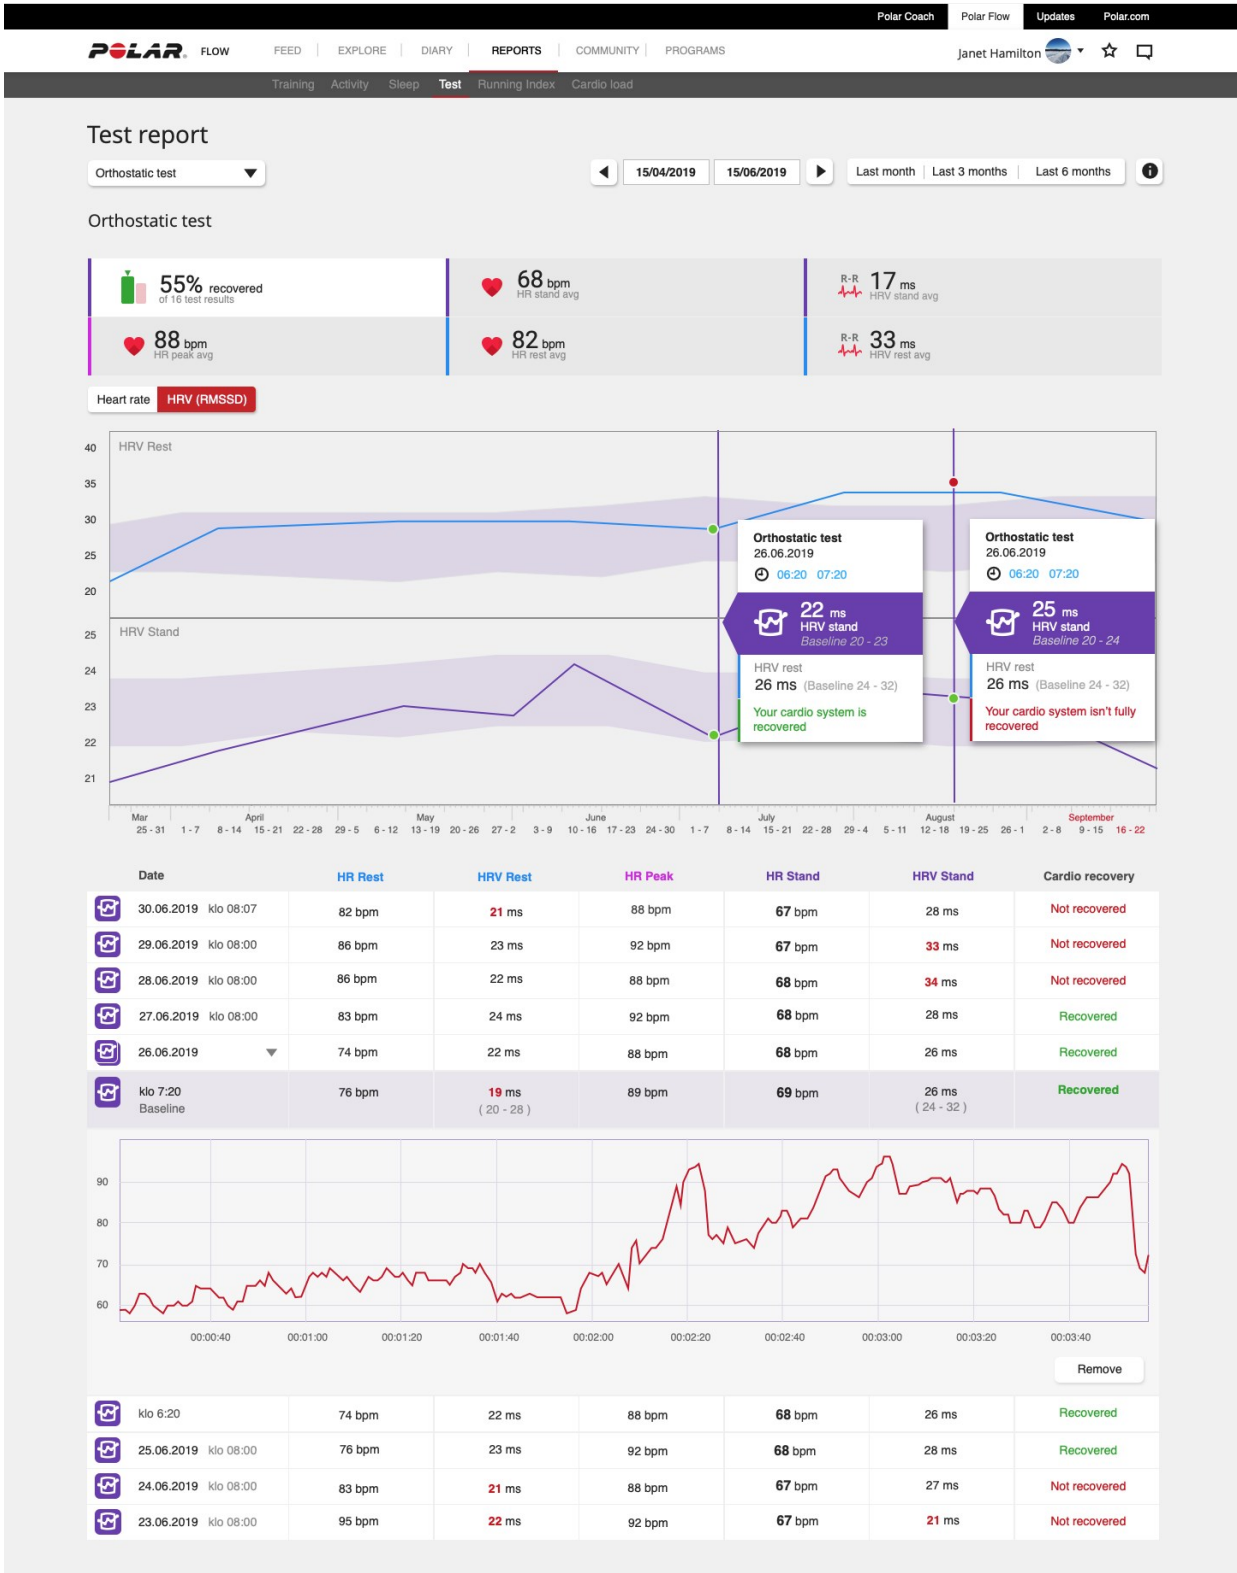 Polar Coach Polar Flow Updates Polar.com
POLAR. FLOW FEED EXPLORE DIARY REPORTS COMMUNITY PROGRAMS Janet Hamilton
Training Activity Sleep Test Running Index Cardio load
Test report
Orthostatic test 15/04/2019 15/06/2019 Last month Last 3 months Last 6 months i
Orthostatic test
55% recovered
of 16 test results
68 bpm
HR stand avg
R-R 17 ms
HRV stand avg
88 bpm
HR peak avg
82 bpm
HR rest avg
R-R 33 ms
HRV rest avg
Heart rate HRV (RMSSD)
HRV Rest
40
35
30
25
20
HRV Stand
25
24
23
22
21
Orthostatic test
26.06.2019
06:20 07:20
22 ms
HRV stand
Baseline 20 - 23
HRV rest
26 ms (Baseline 24 - 32)
Your cardio system is
recovered
Orthostatic test
26.06.2019
06:20 07:20
25 ms
HRV stand
Baseline 20 - 24
HRV rest
26 ms (Baseline 24 - 32)
Your cardio system isn't fully
recovered
Mar April May June July August September
25 - 31 1 - 7 8 - 14 15 - 21 22 - 28 29 - 5 6 - 12 13 - 19 20 - 26 27 - 2 3 - 9 10 - 16 17 - 23 24 - 30 1 - 7 8 - 14 15 - 21 22 - 28 29 - 4 5 - 11 12 - 18 19 - 25 26 - 1 2 - 8 9 - 15 16 - 22
Date HR Rest HRV Rest HR Peak HR Stand HRV Stand Cardio recovery
30.06.2019 klo 08:07 82 bpm 21 ms 88 bpm 67 bpm 28 ms Not recovered
29.06.2019 klo 08:00 86 bpm 23 ms 92 bpm 67 bpm 33 ms Not recovered
28.06.2019 klo 08:00 86 bpm 22 ms 88 bpm 68 bpm 34 ms Not recovered
27.06.2019 klo 08:00 83 bpm 24 ms 92 bpm 68 bpm 28 ms Recovered
26.06.2019 74 bpm 22 ms 88 bpm 68 bpm 26 ms Recovered
klo 7:20 76 bpm 19 ms 89 bpm 69 bpm 26 ms Recovered
Baseline ( 20 - 28 ) ( 24 - 32 )
90
80
70
60
00:00:40 00:01:00 00:01:20 00:01:40 00:02:00 00:02:20 00:02:40 00:03:00 00:03:20 00:03:40
Remove
klo 6:20 74 bpm 22 ms 88 bpm 68 bpm 26 ms Recovered
25.06.2019 klo 08:00 76 bpm 23 ms 92 bpm 68 bpm 28 ms Recovered
24.06.2019 klo 08:00 83 bpm 21 ms 88 bpm 67 bpm 27 ms Not recovered
23.06.2019 klo 08:00 95 bpm 22 ms 92 bpm 67 bpm 21 ms Not recovered